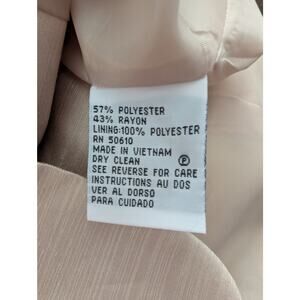 57% POLYESTER
43% RAYON
LINING:100% POLYESTER
RN 50610
MADE IN VIETNAM
DRY CLEAN Ⓟ
SEE REVERSE FOR CARE
INSTRUCTIONS AU DOS
VER AL DORSO
PARA CUIDADO